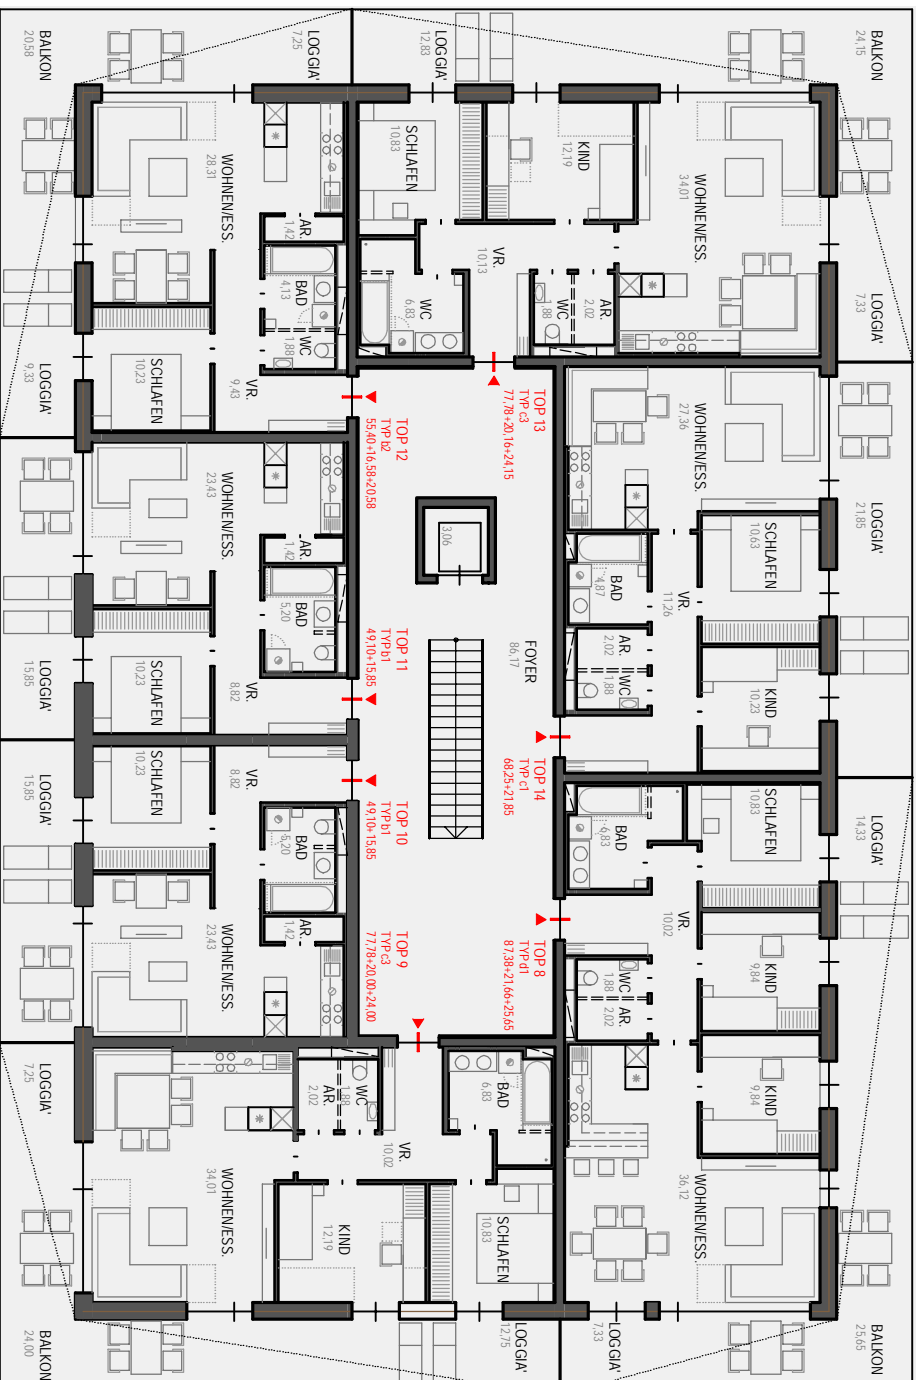 BALKON
24,15
LOGGIA'
7,33
LOGGIA'
21,85
LOGGIA'
14,33
BALKON
25,65
WOHNEN/ESS.
34,01
KIND
12,19
SCHLAFEN
10,83
LOGGIA'
12,83
VR.
10,13
AR.
2,02
WC
1,88
WC
6,83
TOP 13
TYP c3
77,78+20,16+24,15
WOHNEN/ESS.
27,36
SCHLAFEN
10,63
KIND
10,23
VR.
11,26
BAD
4,87
AR.
2,02
WC
1,88
TOP 14
TYP c1
68,25+21,85
SCHLAFEN
10,83
KIND
9,84
KIND
9,84
VR.
10,02
BAD
6,83
WC
1,88
AR.
2,02
WOHNEN/ESS.
36,12
LOGGIA'
7,33
TOP 8
TYP d1
87,38+21,66+25,65
FOYER
86,17
3,06
LOGGIA'
7,25
BALKON
20,58
WOHNEN/ESS.
28,31
AR.
1,42
BAD
4,13
WC
1,88
VR.
9,43
SCHLAFEN
10,23
LOGGIA'
9,33
TOP 12
TYP b2
55,40+16,58+20,58
WOHNEN/ESS.
23,43
AR.
1,42
BAD
5,20
VR.
8,82
SCHLAFEN
10,23
LOGGIA'
15,85
TOP 11
TYP b1
49,10+15,85
VR.
8,82
SCHLAFEN
10,23
BAD
5,20
AR.
1,42
WOHNEN/ESS.
23,43
LOGGIA'
15,85
TOP 10
TYP b1
49,10+15,85
TOP 9
TYP c3
77,78+20,00+24,00
WC
1,88
AR.
2,02
VR.
10,02
BAD
6,83
SCHLAFEN
10,83
KIND
12,19
WOHNEN/ESS.
34,01
LOGGIA'
12,75
LOGGIA'
7,25
BALKON
24,00